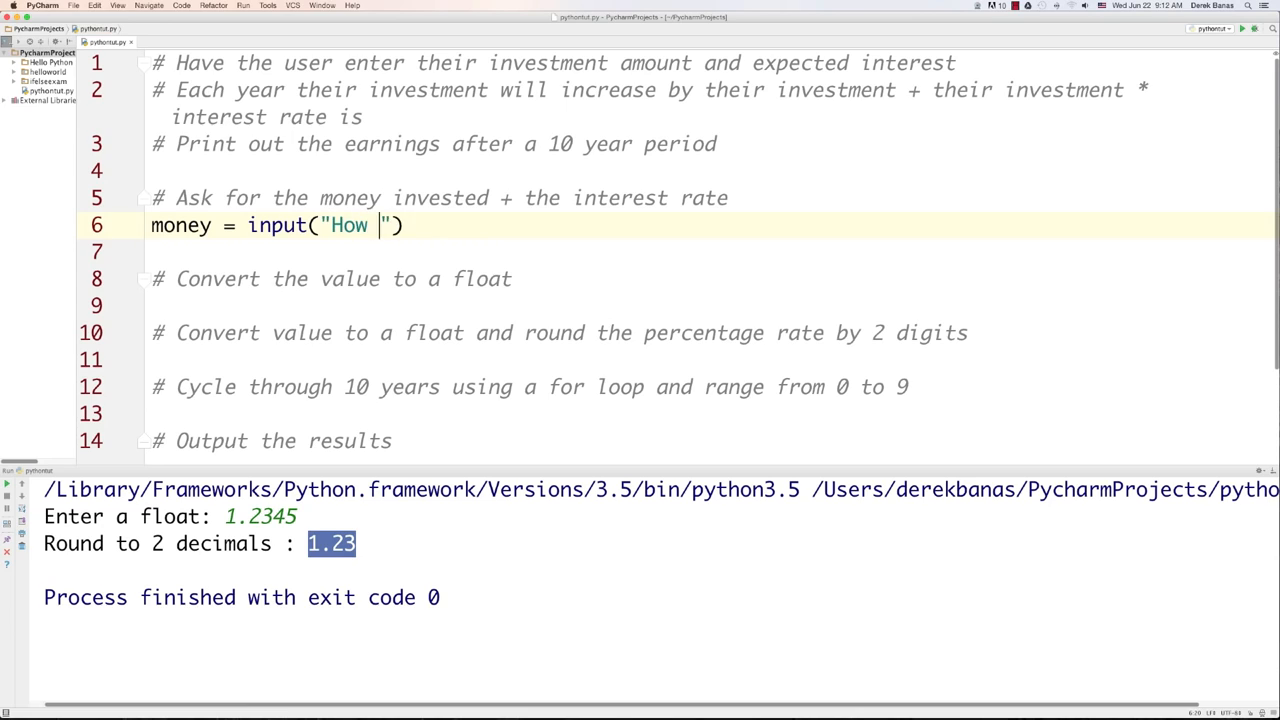 PyCharm File Edit View Navigate Code Refactor Run Tools VCS Window Help 10 Wed Jun 22 9:12 AM Derek Banas
pythontut.py - PycharmProjects - [~/PycharmProjects]
PycharmProjects pythontut.py pythontut
pythontut.py ×
PycharmProject
Hello Python
helloworld
ifelseexam
pythontut.py
External Librarie
1 # Have the user enter their investment amount and expected interest
2 # Each year their investment will increase by their investment + their investment *
interest rate is
3 # Print out the earnings after a 10 year period
4
5 # Ask for the money invested + the interest rate
6 money = input("How ")
7
8 # Convert the value to a float
9
10 # Convert value to a float and round the percentage rate by 2 digits
11
12 # Cycle through 10 years using a for loop and range from 0 to 9
13
14 # Output the results
Run pythontut
/Library/Frameworks/Python.framework/Versions/3.5/bin/python3.5 /Users/derekbanas/PycharmProjects/pytho
Enter a float: 1.2345
Round to 2 decimals : 1.23
Process finished with exit code 0
6:20 LF÷ UTF-8÷